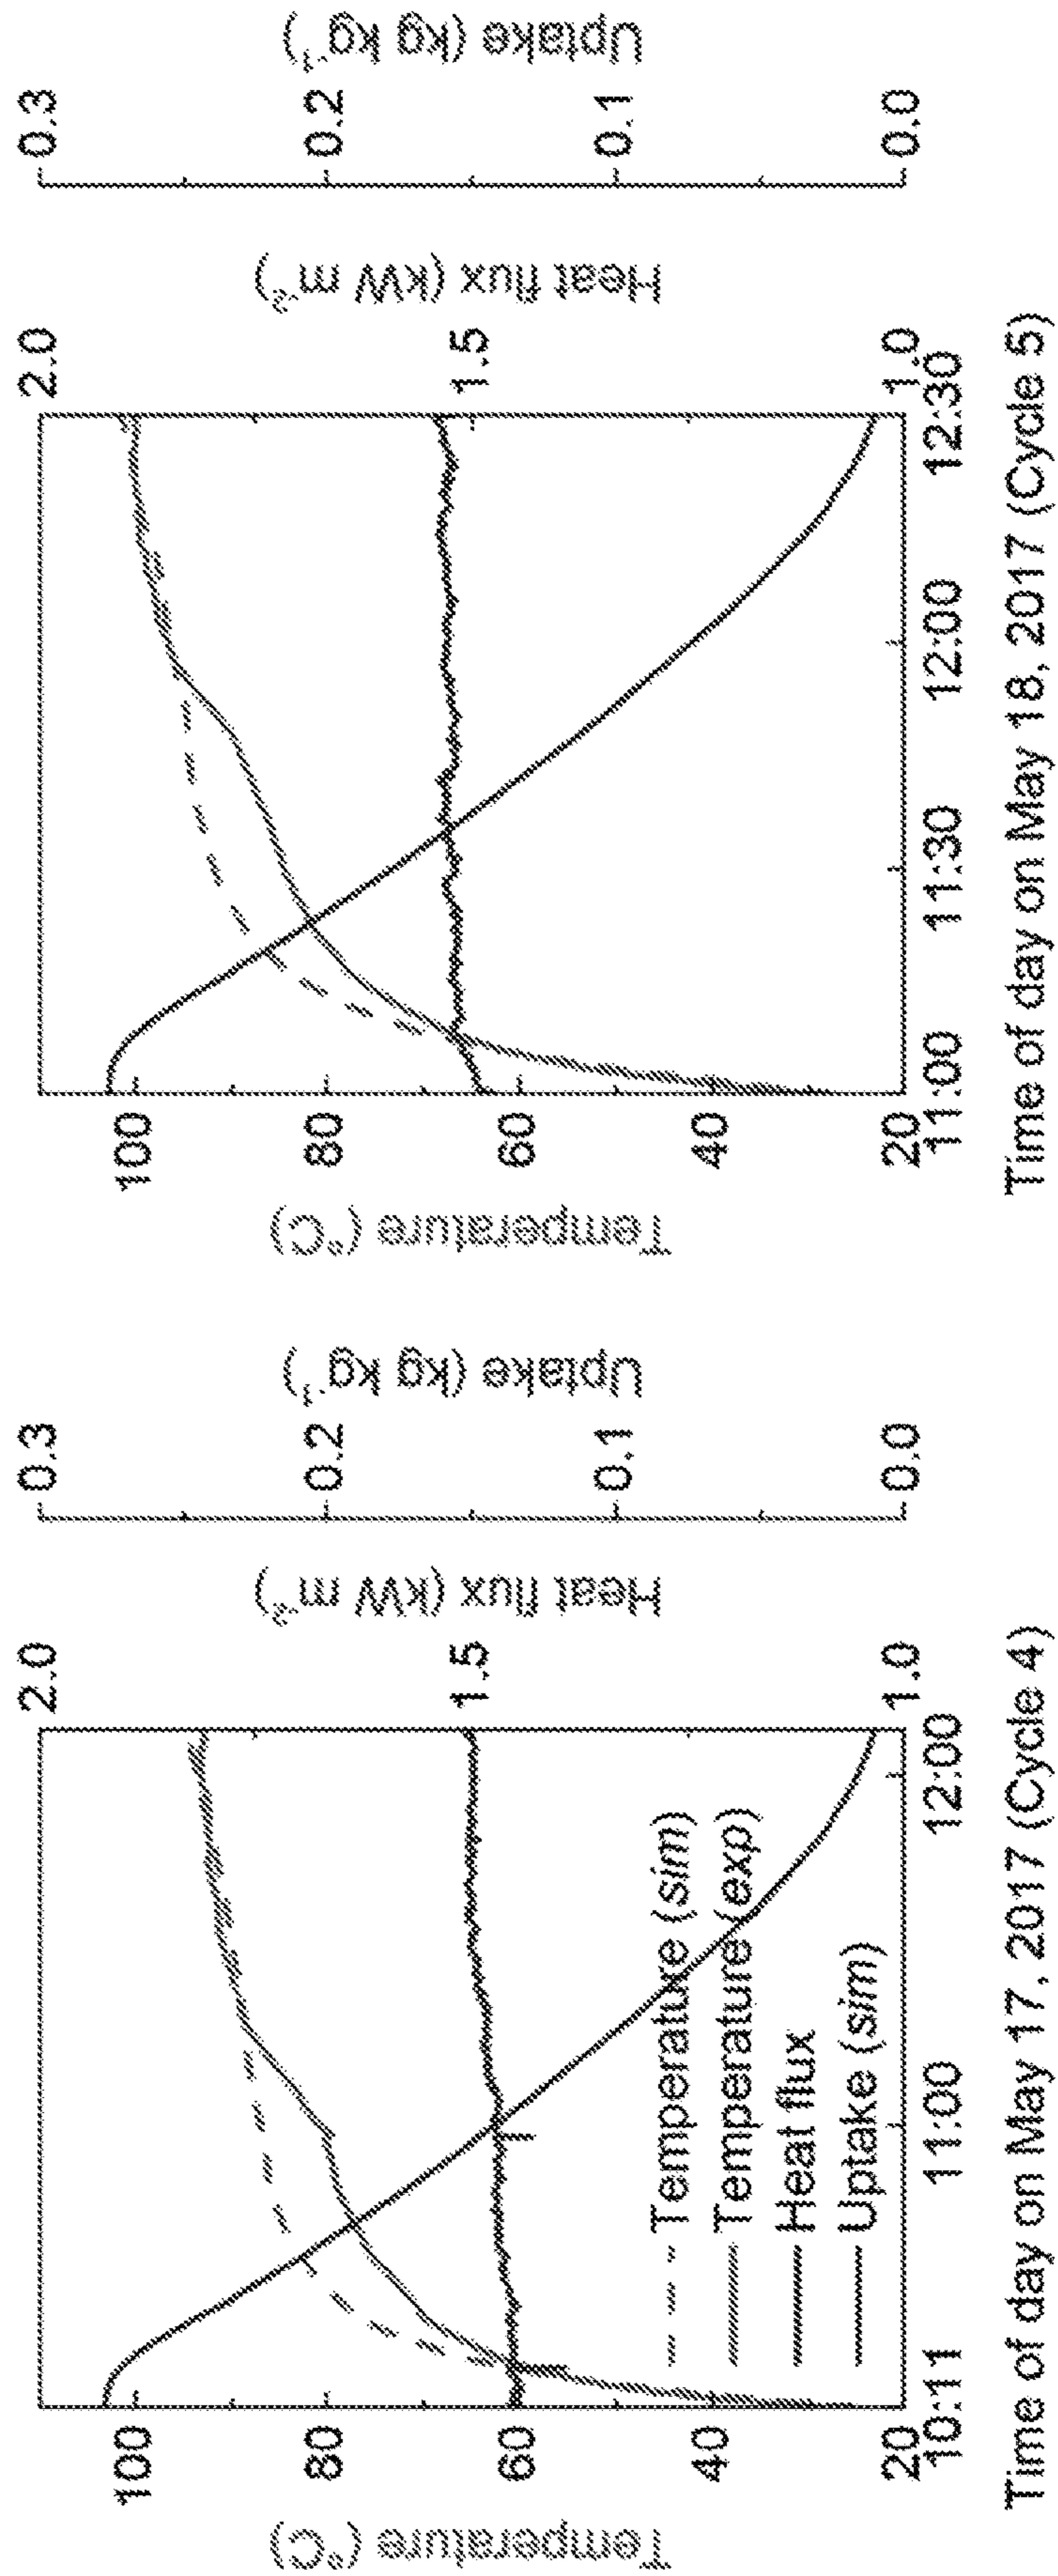 Temperature (°C)
100
80
60
40
20
10:11
11:00
12:00
Time of day on May 17, 2017 (Cycle 4)
Temperature (sim)
Temperature (exp)
Heat flux
Uptake (sim)
2.0
1.5
1.0
Heat flux (kW m⁻²)
0.3
0.2
0.1
0.0
Uptake (kg kg⁻¹)
Temperature (°C)
100
80
60
40
20
11:00
11:30
12:00
12:30
Time of day on May 18, 2017 (Cycle 5)
2.0
1.5
1.0
Heat flux (kW m⁻²)
0.3
0.2
0.1
0.0
Uptake (kg kg⁻¹)